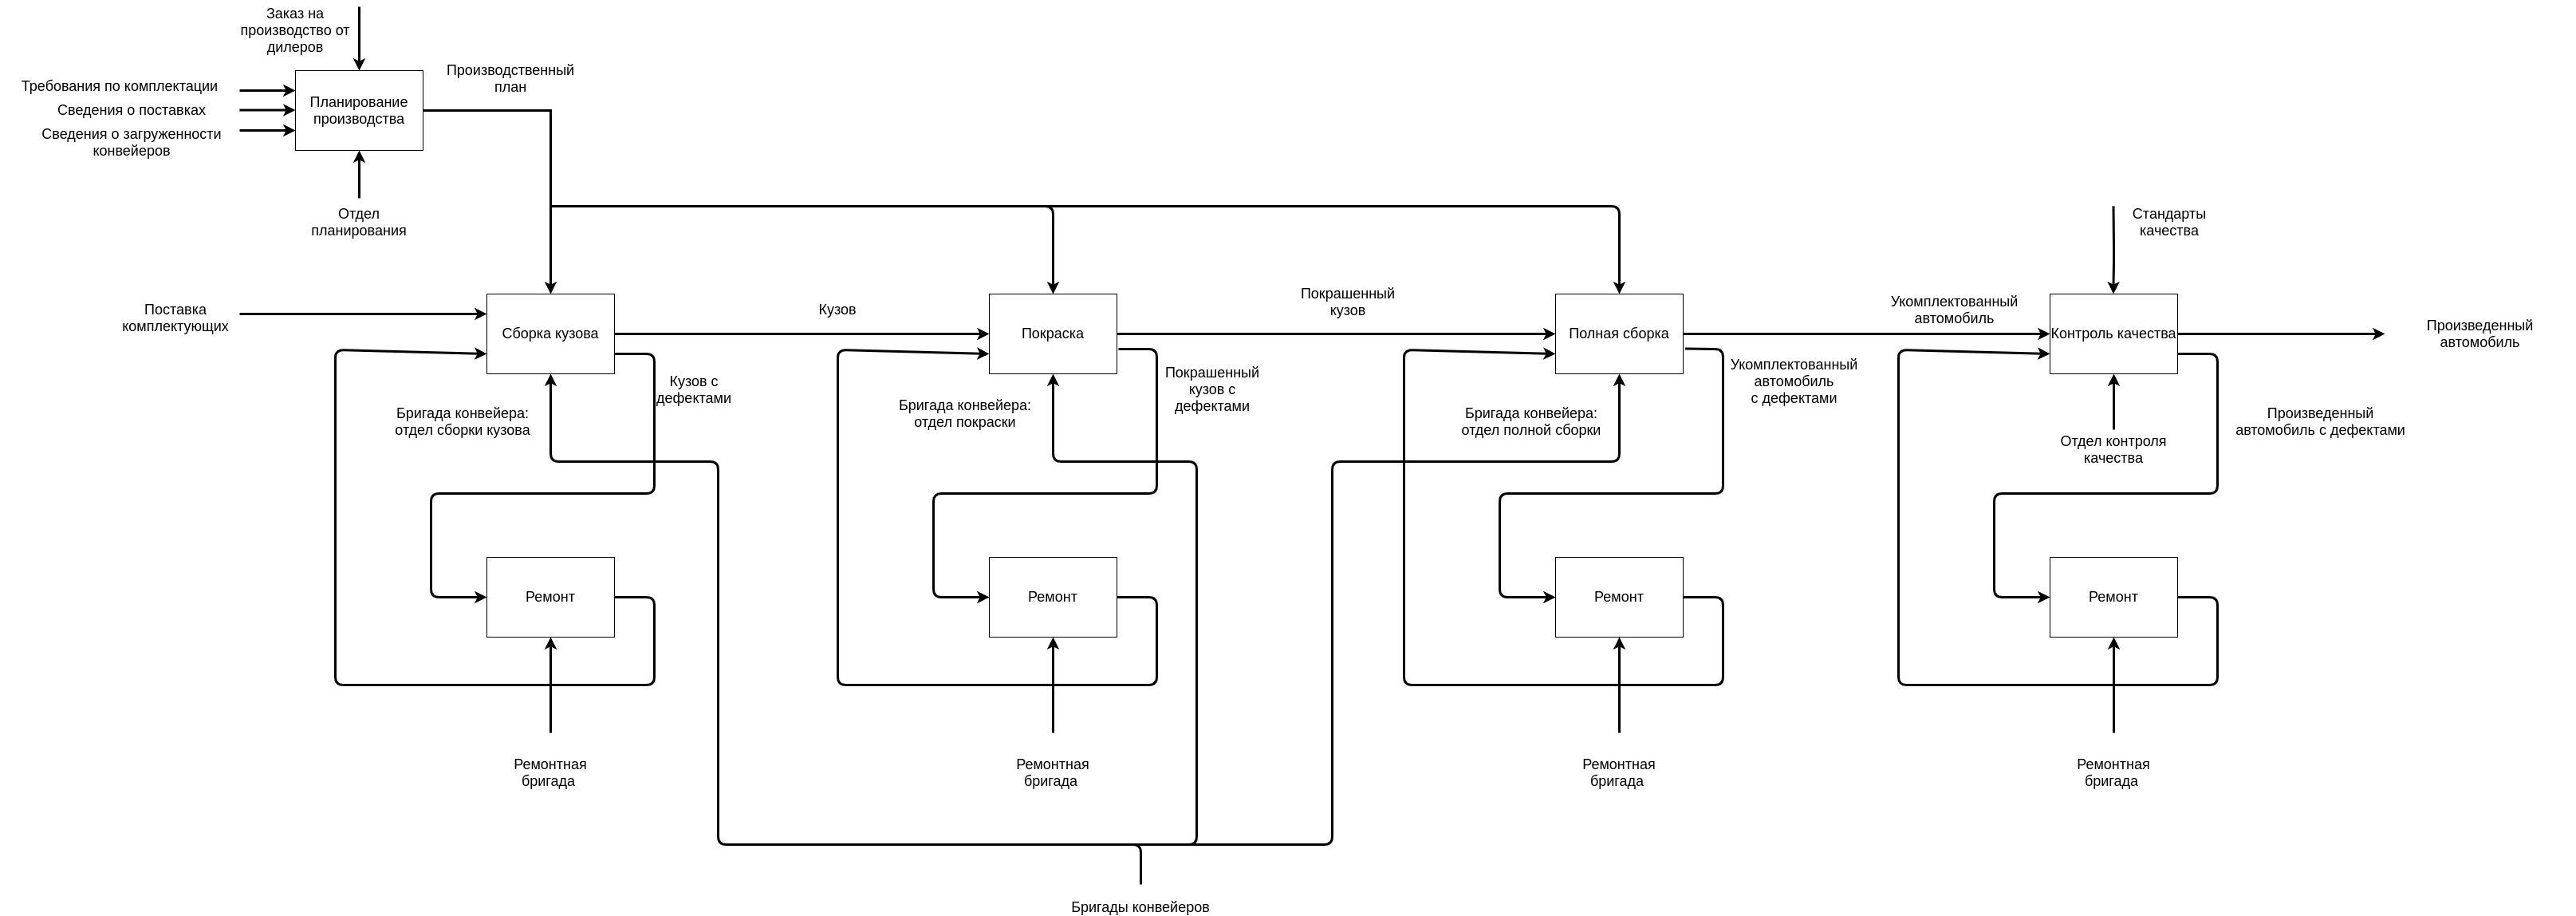 Заказ на
производство от
дилеров
Производственный
план
Требования по комплектации
Сведения о поставках
Сведения о загруженности
конвейеров
Планирование
производства
Отдел
планирования
Стандарты
качества
Поставка
комплектующих
Сборка кузова
Кузов
Покраска
Покрашенный
кузов
Полная сборка
Укомплектованный
автомобиль
Контроль качества
Произведенный
автомобиль
Бригада конвейера:
отдел сборки кузова
Кузов с
дефектами
Бригада конвейера:
отдел покраски
Покрашенный
кузов с
дефектами
Бригада конвейера:
отдел полной сборки
Укомплектованный
автомобиль
с дефектами
Отдел контроля
качества
Произведенный
автомобиль с дефектами
Ремонт
Ремонт
Ремонт
Ремонт
Ремонтная
бригада
Ремонтная
бригада
Ремонтная
бригада
Ремонтная
бригада
Бригады конвейеров